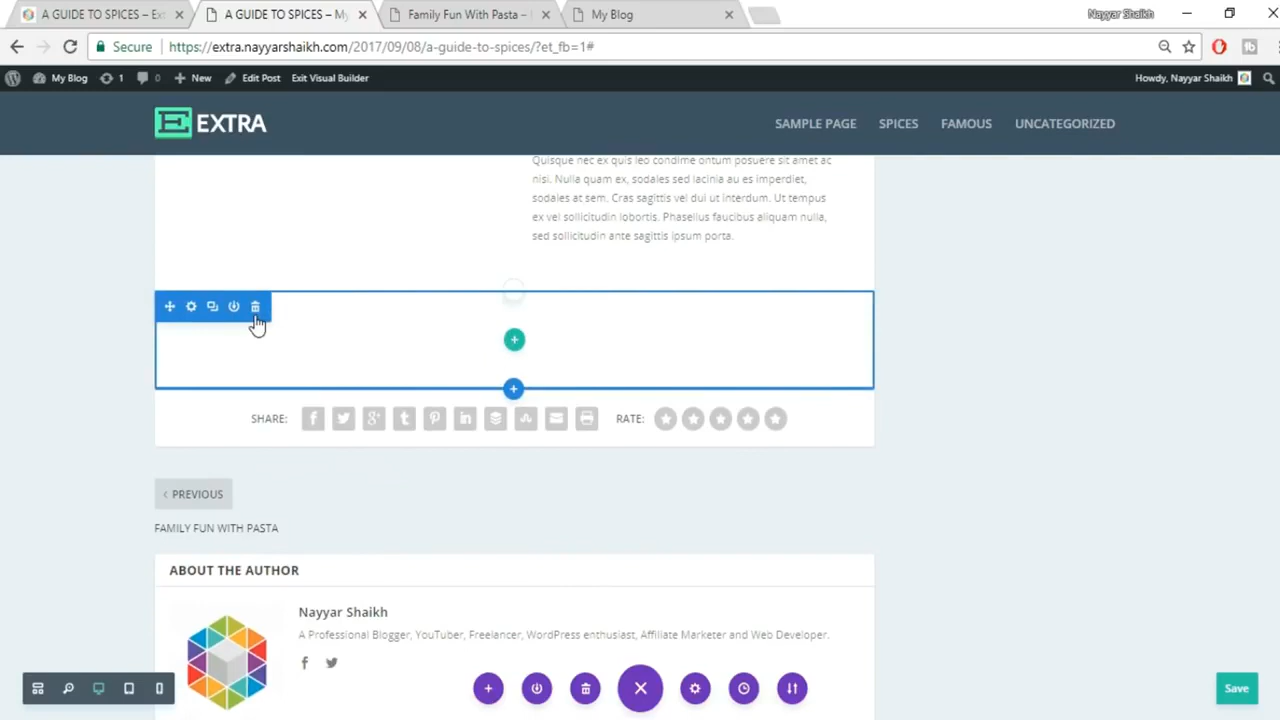 A GUIDE TO SPICES – Ex
A GUIDE TO SPICES – My
Family Fun With Pasta –
My Blog
Nayyar Shaikh
Secure
https://extra.nayyarshaikh.com/2017/09/08/a-guide-to-spices/?et_fb=1#
My Blog
1
0
New
Edit Post
Exit Visual Builder
Howdy, Nayyar Shaikh
EXTRA
SAMPLE PAGE
SPICES
FAMOUS
UNCATEGORIZED
Quisque nec ex quis leo condime ontum posuere sit amet ac
nisi. Nulla quam ex, sodales sed lacinia au es imperdiet,
sodales at sem. Cras sagittis vel dui ut interdum. Ut tempus
ex vel sollicitudin lobortis. Phasellus faucibus aliquam nulla,
sed sollicitudin ante sagittis ipsum porta.
SHARE:
RATE:
PREVIOUS
FAMILY FUN WITH PASTA
ABOUT THE AUTHOR
Nayyar Shaikh
A Professional Blogger, YouTuber, Freelancer, WordPress enthusiast, Affiliate Marketer and Web Developer.
Save